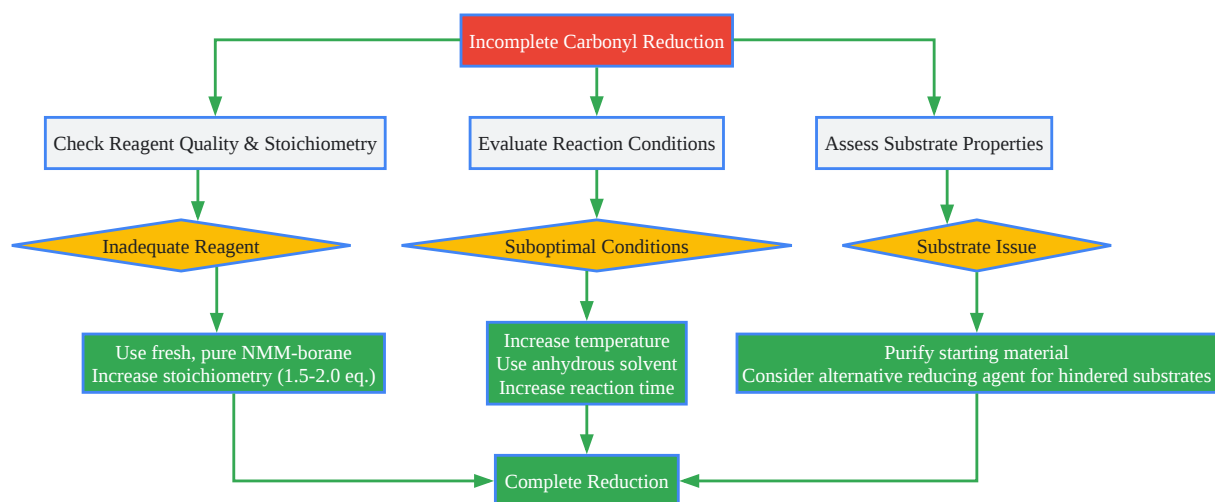 Incomplete Carbonyl Reduction
Check Reagent Quality & Stoichiometry
Evaluate Reaction Conditions
Assess Substrate Properties
Inadequate Reagent
Suboptimal Conditions
Substrate Issue
Use fresh, pure NMM-borane
Increase stoichiometry (1.5-2.0 eq.)
Increase temperature
Use anhydrous solvent
Increase reaction time
Purify starting material
Consider alternative reducing agent for hindered substrates
Complete Reduction